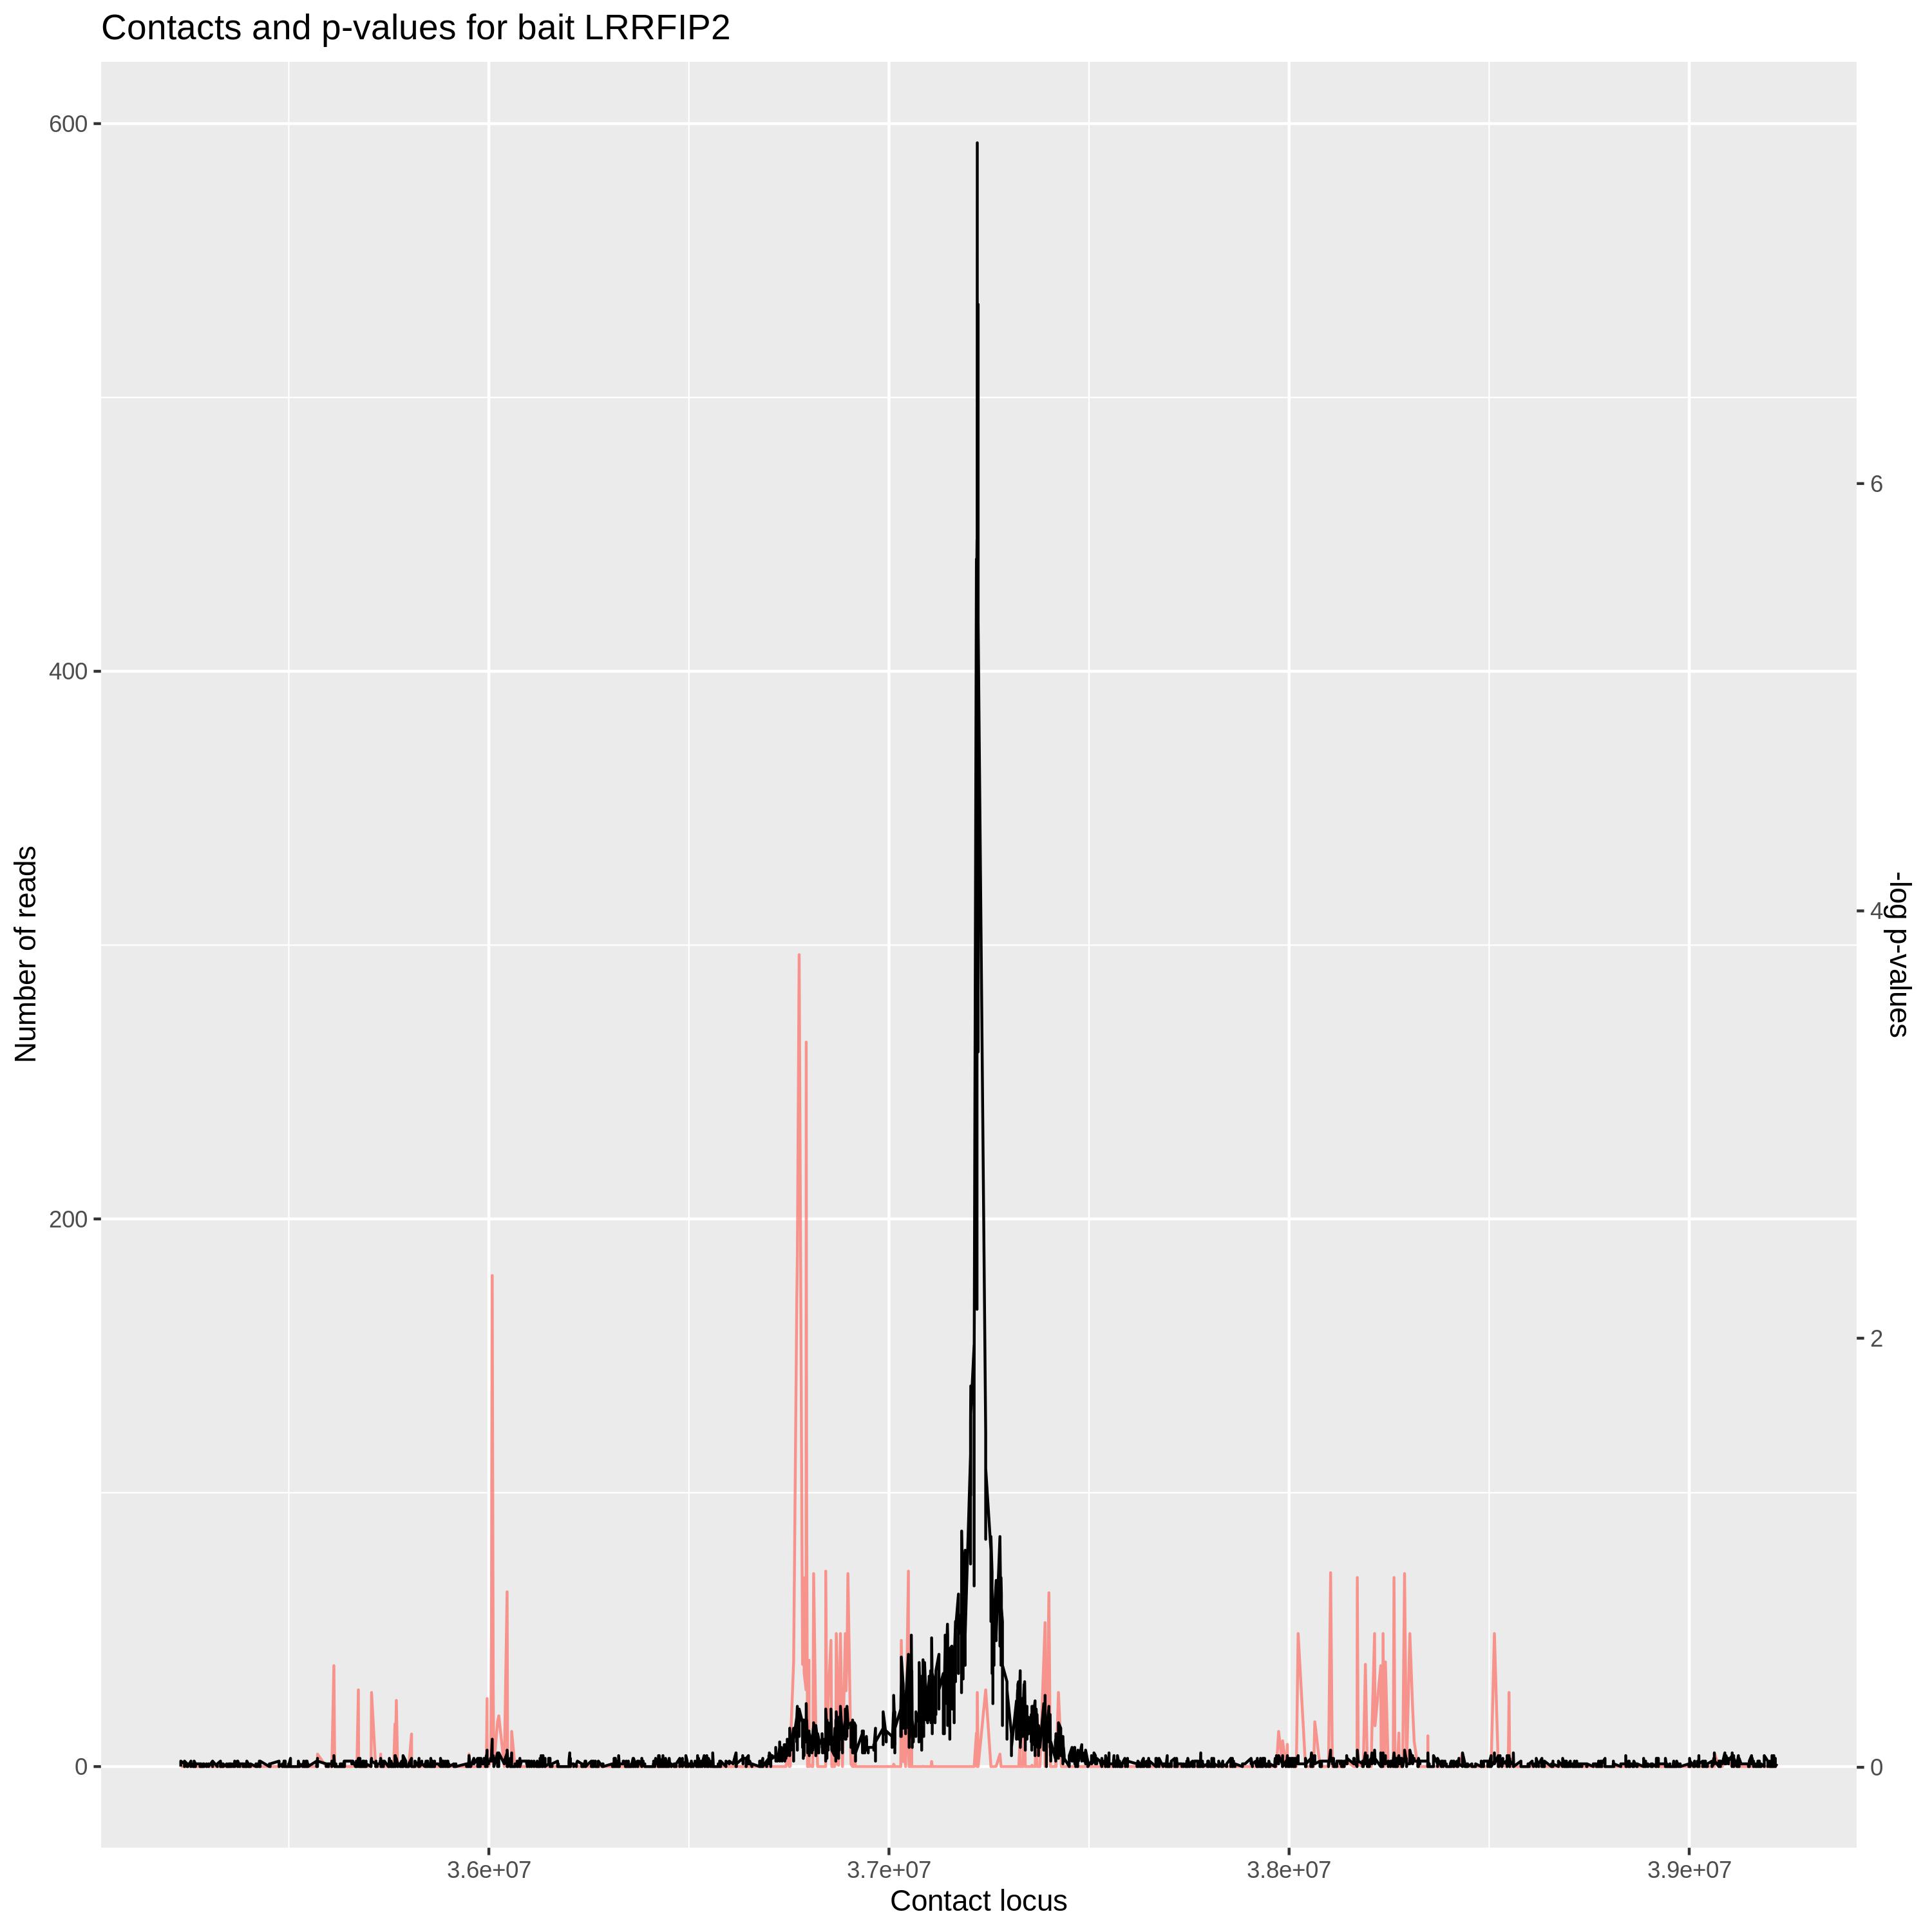 Contacts and p-values for bait LRRFIP2
600
400
200
0
Number of reads
6
4
2
0
-log p-values
3.6e+07
3.7e+07
3.8e+07
3.9e+07
Contact locus